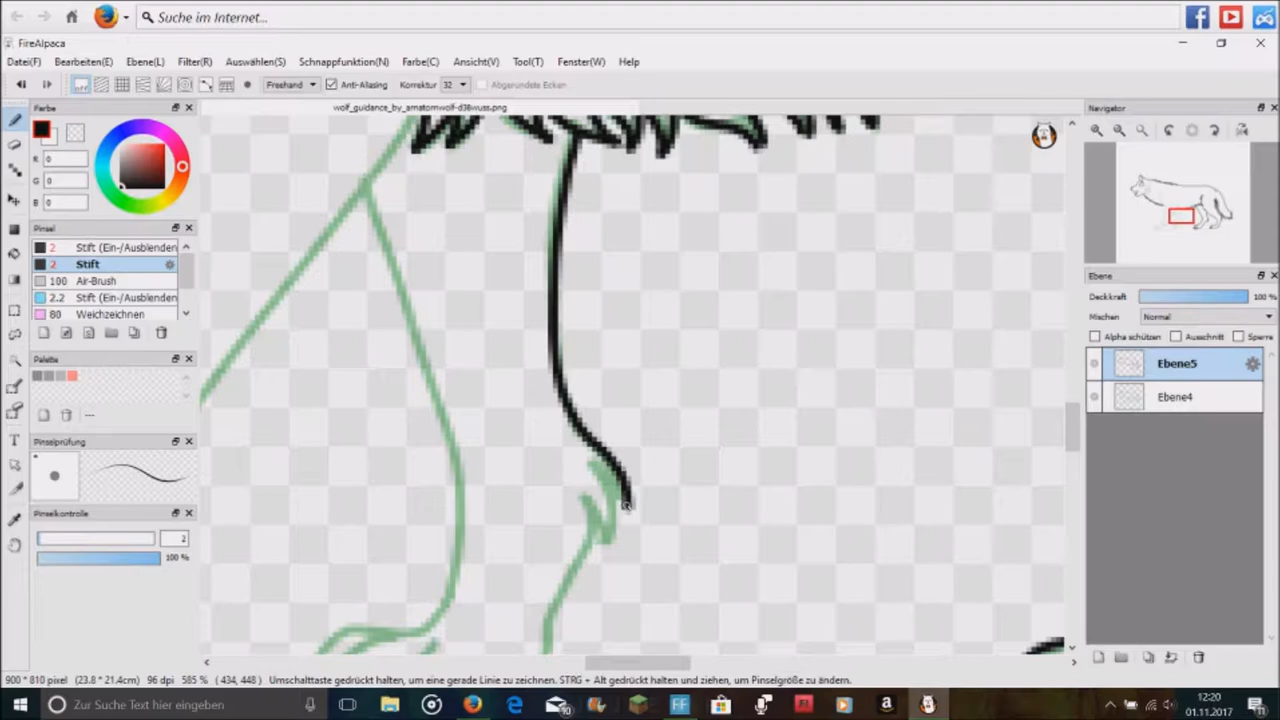 Suche im Internet...
FireAlpaca
Datei(F) Bearbeiten(E) Ebene(L) Filter(R) Auswählen(S) Schnappfunktion(N) Farbe(C) Ansicht(V) Tool(T) Fenster(W) Help
Freehand Anti-Aliasing Korrektur 32 Abgerundete Ecken
Farbe
wolf_guidance_by_amatornwolf-d38wuss.png
Navigator
R 0
G 0
B 0
Pinsel
2 Stift (Ein-/Ausblenden
2 Stift
100 Air-Brush
2.2 Stift (Ein-/Ausblenden
80 Weichzeichnen
Ebene
Deckkraft 100 %
Mischen Normal
Alpha schützen Ausschnitt Sperre
Ebene5
Ebene4
Palette
---
Pinselprüfung
Pinselkontrolle
2
100 %
900 * 810 pixel (23.8 * 21.4cm) 96 dpi 585 % ( 434, 448 ) Umschalttaste gedrückt halten, um eine gerade Linie zu zeichnen. STRG + Alt gedrückt halten und ziehen, um Pinselgröße zu ändern.
Zur Suche Text hier eingeben
12:20
01.11.2017